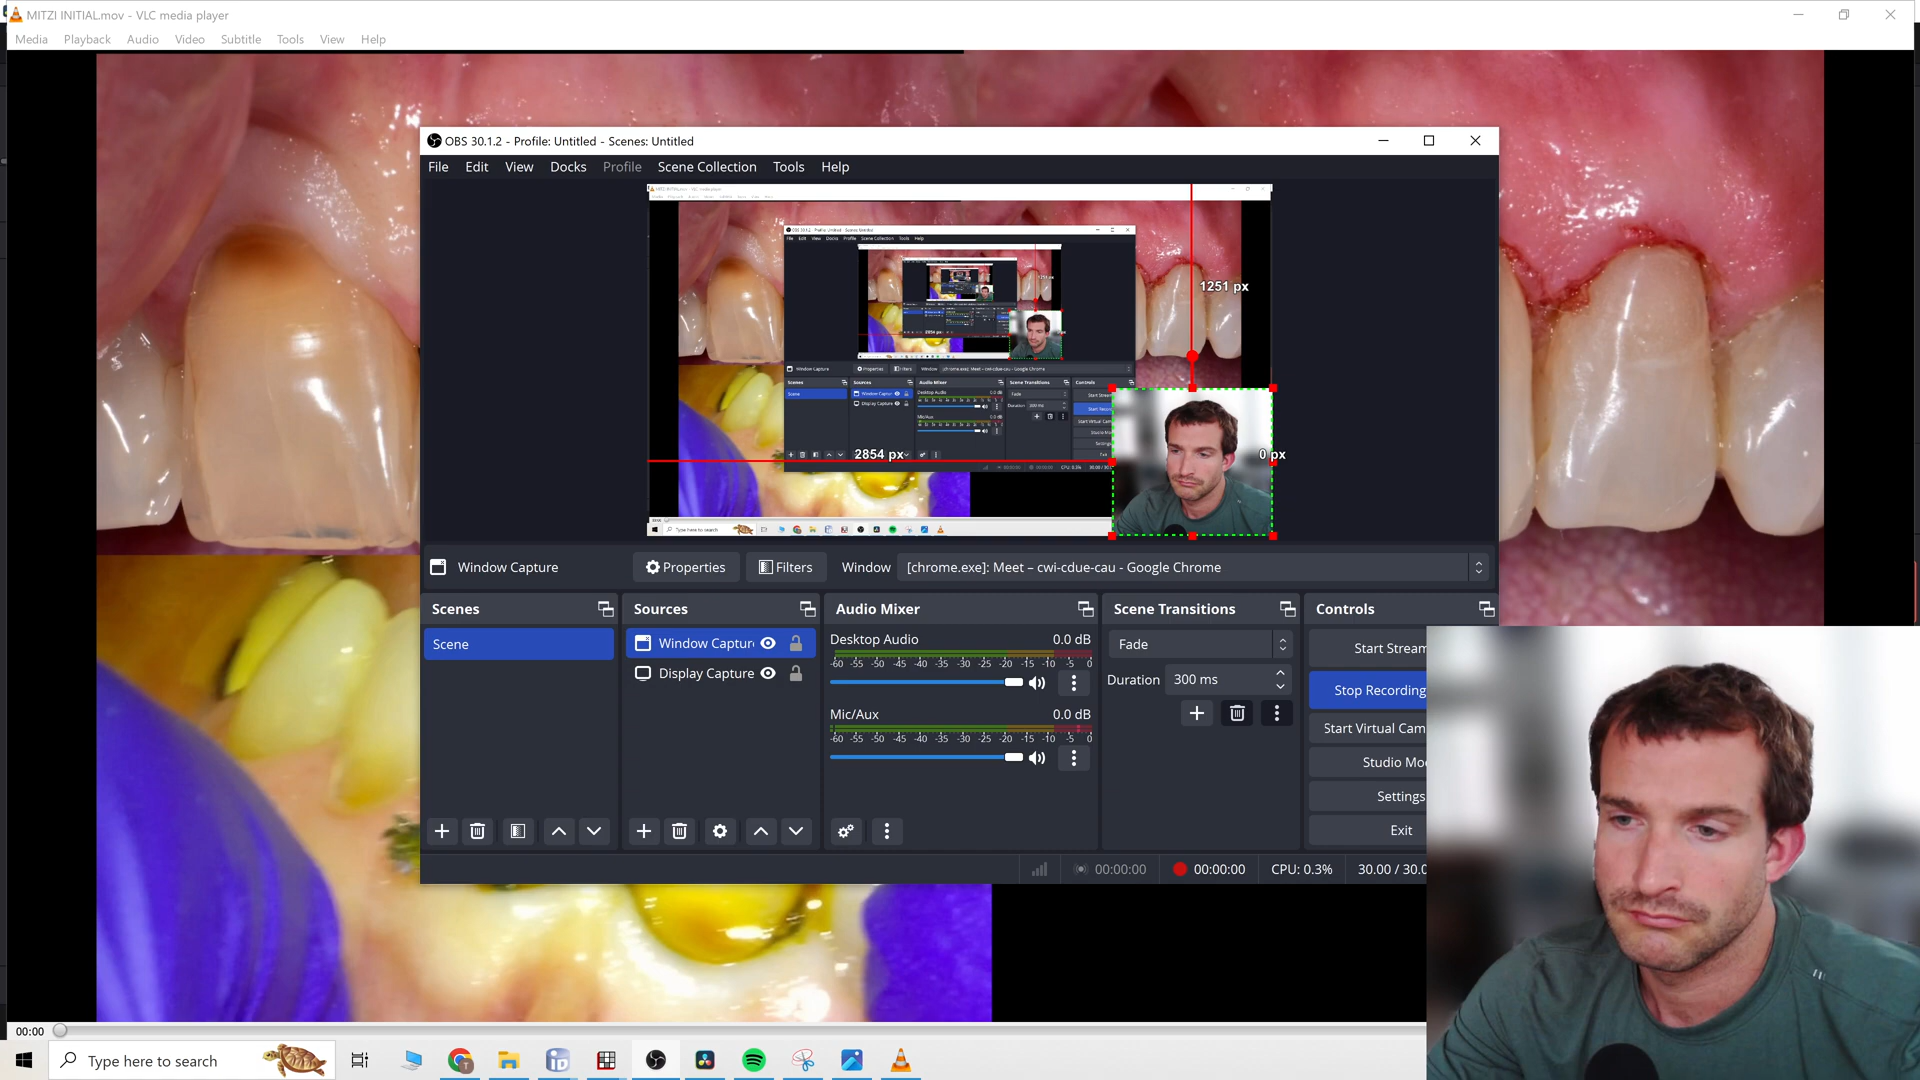 MITZI INITIAL.mov - VLC media player
Media Playback Audio Video Subtitle Tools View Help
OBS 30.1.2 - Profile: Untitled - Scenes: Untitled
File Edit View Docks Profile Scene Collection Tools Help
1251 px
2854 px
0 px
Window Capture Properties Filters Window [chrome.exe]: Meet – cwi-cdue-cau - Google Chrome
Scenes
Scene
Sources
Window Captur
Display Capture
Audio Mixer
Desktop Audio 0.0 dB
-60 -55 -50 -45 -40 -35 -30 -25 -20 -15 -10 -5 0
Mic/Aux 0.0 dB
-60 -55 -50 -45 -40 -35 -30 -25 -20 -15 -10 -5 0
Scene Transitions
Fade
Duration 300 ms
Controls
Start Stream
Stop Recording
Start Virtual Cam
Studio Mo
Settings
Exit
00:00:00 00:00:00 CPU: 0.3% 30.00 / 30.0
00:00
Type here to search